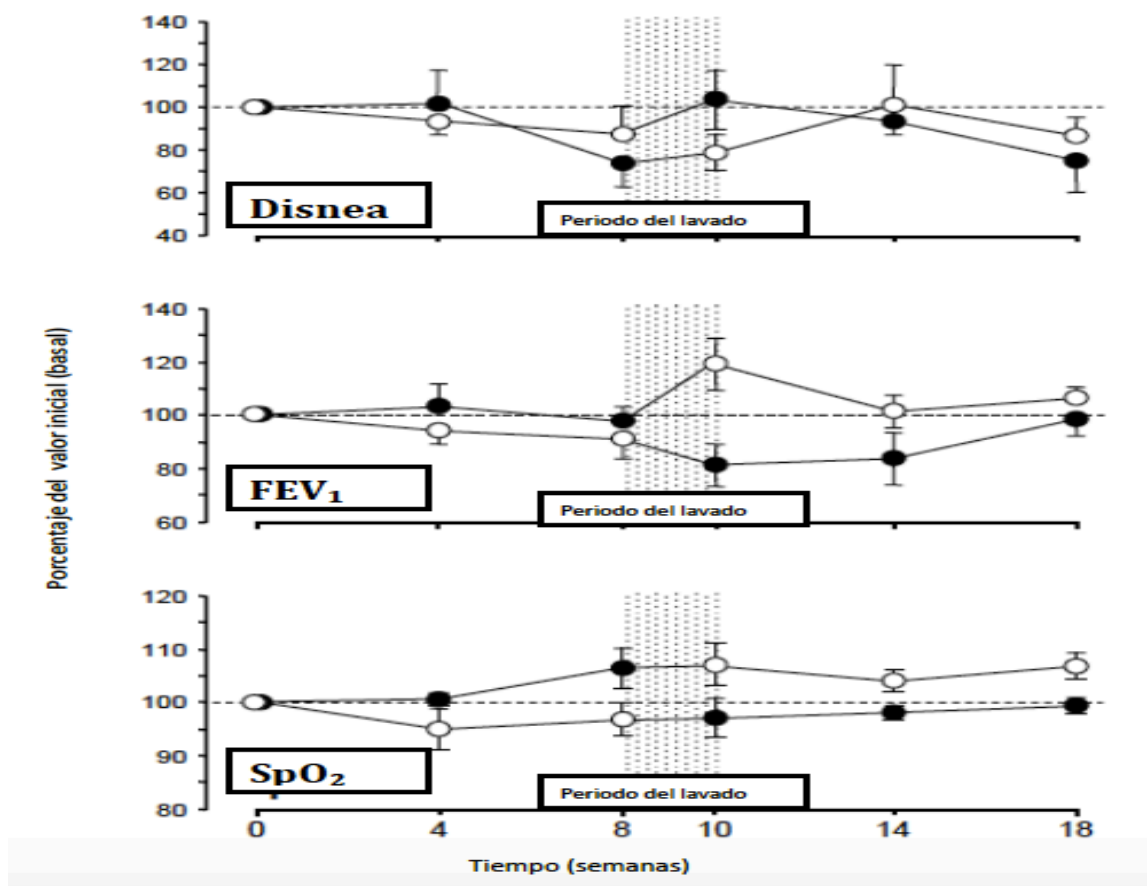 140
120
100
80
60
40
Disnea
Periodo del lavado
140
120
100
80
60
FEV₁
Periodo del lavado
Porcentaje del valor inicial (basal)
120
110
100
90
80
SpO₂
Periodo del lavado
0 4 8 10 14 18
Tiempo (semanas)